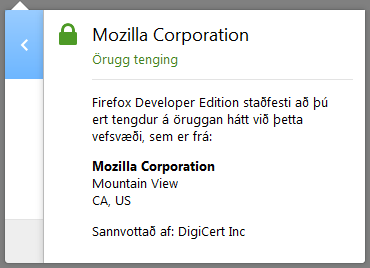 Mozilla Corporation
Örugg tenging
Firefox Developer Edition staðfesti að þú
ert tengdur á öruggan hátt við þetta
vefsvæði, sem er frá:
Mozilla Corporation
Mountain View
CA, US
Sannvottað af: DigiCert Inc